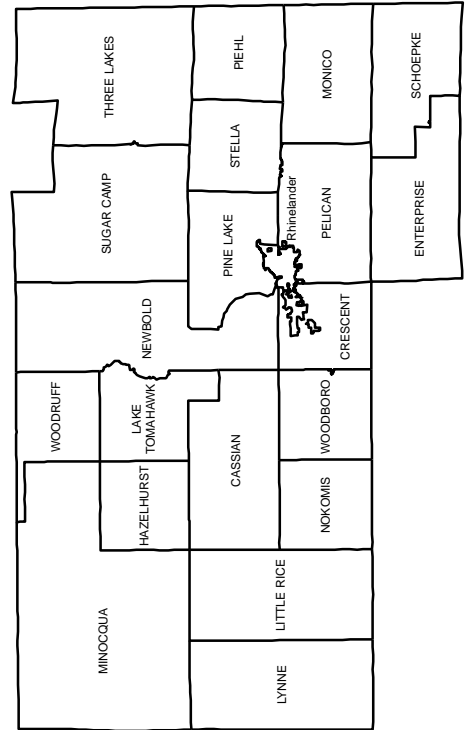 MINOCQUA
WOODRUFF
HAZELHURST
LAKE
TOMAHAWK
NEWBOLD
SUGAR CAMP
THREE LAKES
LYNNE
LITTLE RICE
CASSIAN
PINE LAKE
STELLA
PIEHL
NOKOMIS
WOODBORO
CRESCENT
Rhinelander
PELICAN
MONICO
ENTERPRISE
SCHOEPKE